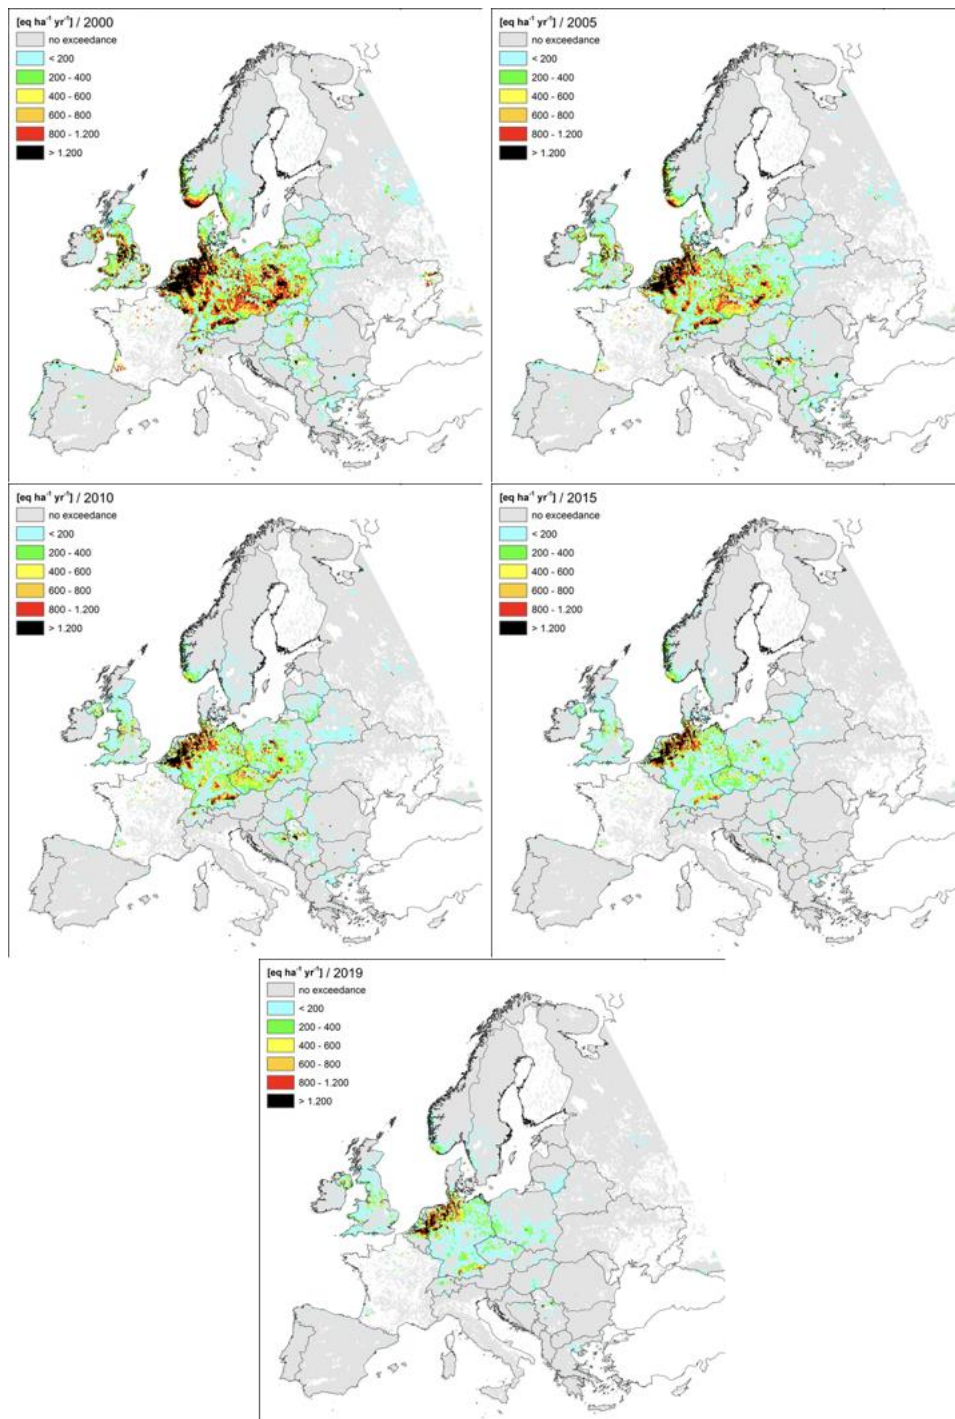 [eq ha⁻¹ yr⁻¹] / 2000
no exceedance
< 200
200 - 400
400 - 600
600 - 800
800 - 1.200
> 1.200
[eq ha⁻¹ yr⁻¹] / 2005
no exceedance
< 200
200 - 400
400 - 600
600 - 800
800 - 1.200
> 1.200
[eq ha⁻¹ yr⁻¹] / 2010
no exceedance
< 200
200 - 400
400 - 600
600 - 800
800 - 1.200
> 1.200
[eq ha⁻¹ yr⁻¹] / 2015
no exceedance
< 200
200 - 400
400 - 600
600 - 800
800 - 1.200
> 1.200
[eq ha⁻¹ yr⁻¹] / 2019
no exceedance
< 200
200 - 400
400 - 600
600 - 800
800 - 1.200
> 1.200